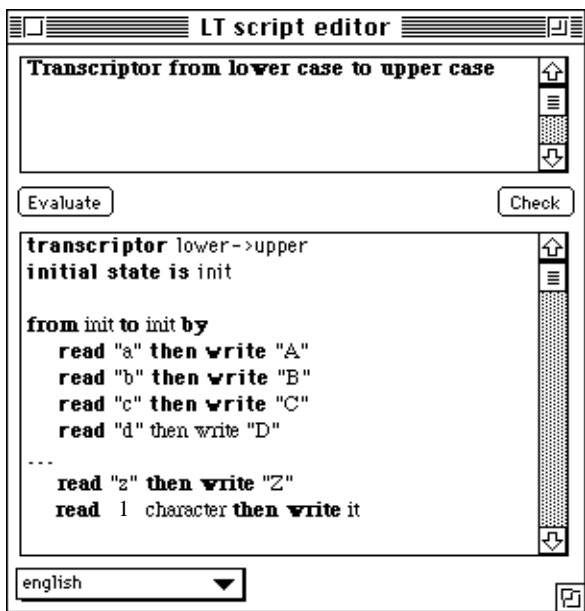 LT script editor
Transcriptor from lower case to upper case
Evaluate
Check
transcriptor lower->upper
initial state is init
from init to init by
read "a" then write "A"
read "b" then write "B"
read "c" then write "C"
read "d" then write "D"
...
read "z" then write "Z"
read 1 character then write it
english